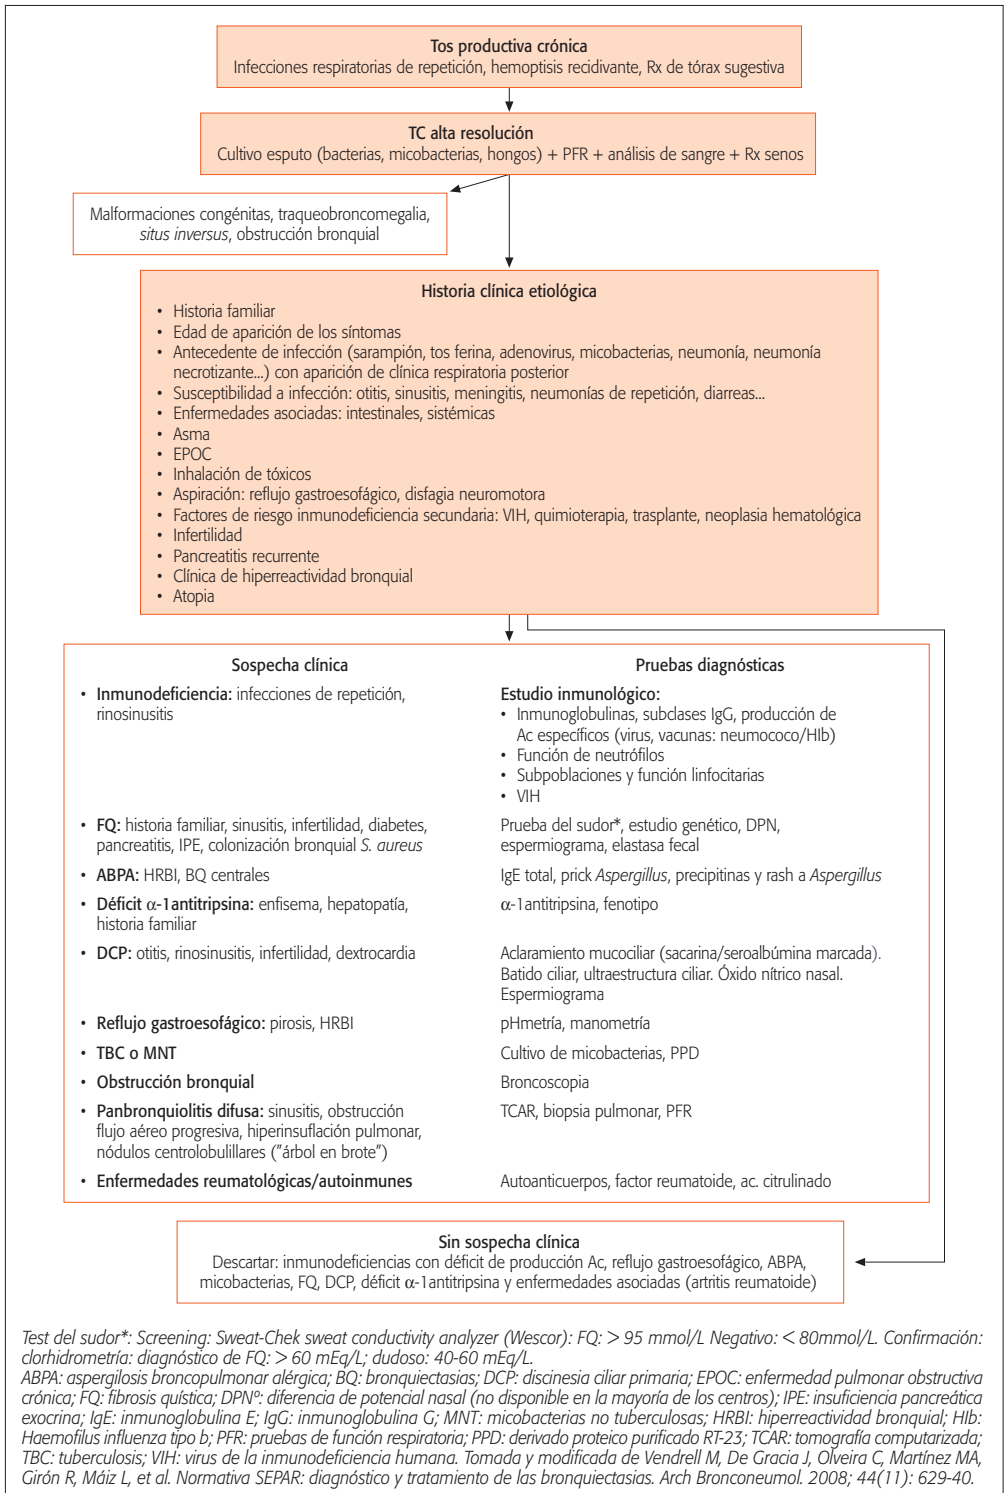 Tos productiva crónica
Infecciones respiratorias de repetición, hemoptisis recidivante, Rx de tórax sugestiva
TC alta resolución
Cultivo esputo (bacterias, micobacterias, hongos) + PFR + análisis de sangre + Rx senos
Malformaciones congénitas, traqueobroncomegalia,
situs inversus, obstrucción bronquial
Historia clínica etiológica
• Historia familiar
• Edad de aparición de los síntomas
• Antecedente de infección (sarampión, tos ferina, adenovirus, micobacterias, neumonía, neumonía
necrotizante...) con aparición de clínica respiratoria posterior
• Susceptibilidad a infección: otitis, sinusitis, meningitis, neumonías de repetición, diarreas...
• Enfermedades asociadas: intestinales, sistémicas
• Asma
• EPOC
• Inhalación de tóxicos
• Aspiración: reflujo gastroesofágico, disfagia neuromotora
• Factores de riesgo inmunodeficiencia secundaria: VIH, quimioterapia, trasplante, neoplasia hematológica
• Infertilidad
• Pancreatitis recurrente
• Clínica de hiperreactividad bronquial
• Atopia
Sospecha clínica
Pruebas diagnósticas
• Inmunodeficiencia: infecciones de repetición,
rinosinusitis
Estudio inmunológico:
• Inmunoglobulinas, subclases IgG, producción de
Ac específicos (virus, vacunas: neumococo/HIb)
• Función de neutrófilos
• Subpoblaciones y función linfocitarias
• VIH
• FQ: historia familiar, sinusitis, infertilidad, diabetes,
pancreatitis, IPE, colonización bronquial S. aureus
Prueba del sudor*, estudio genético, DPN,
espermiograma, elastasa fecal
• ABPA: HRBI, BQ centrales
IgE total, prick Aspergillus, precipitinas y rash a Aspergillus
• Déficit α-1antitripsina: enfisema, hepatopatía,
historia familiar
α-1antitripsina, fenotipo
• DCP: otitis, rinosinusitis, infertilidad, dextrocardia
Aclaramiento mucociliar (sacarina/seroalbúmina marcada).
Batido ciliar, ultraestructura ciliar. Óxido nítrico nasal.
Espermiograma
• Reflujo gastroesofágico: pirosis, HRBI
pHmetría, manometría
• TBC o MNT
Cultivo de micobacterias, PPD
• Obstrucción bronquial
Broncoscopia
• Panbronquiolitis difusa: sinusitis, obstrucción
flujo aéreo progresiva, hiperinsuflación pulmonar,
nódulos centrolobulillares ("árbol en brote")
TCAR, biopsia pulmonar, PFR
• Enfermedades reumatológicas/autoinmunes
Autoanticuerpos, factor reumatoide, ac. citrulinado
Sin sospecha clínica
Descartar: inmunodeficiencias con déficit de producción Ac, reflujo gastroesofágico, ABPA,
micobacterias, FQ, DCP, déficit α-1antitripsina y enfermedades asociadas (artritis reumatoide)
Test del sudor*: Screening: Sweat-Chek sweat conductivity analyzer (Wescor): FQ: > 95 mmol/L Negativo: < 80mmol/L. Confirmación:
clorhidrometría: diagnóstico de FQ: > 60 mEq/L; dudoso: 40-60 mEq/L.
ABPA: aspergilosis broncopulmonar alérgica; BQ: bronquiectasias; DCP: discinesia ciliar primaria; EPOC: enfermedad pulmonar obstructiva
crónica; FQ: fibrosis quística; DPNº: diferencia de potencial nasal (no disponible en la mayoría de los centros); IPE: insuficiencia pancreática
exocrina; IgE: inmunoglobulina E; IgG: inmunoglobulina G; MNT: micobacterias no tuberculosas; HRBI: hiperreactividad bronquial; HIb:
Haemofilus influenza tipo b; PFR: pruebas de función respiratoria; PPD: derivado proteico purificado RT-23; TCAR: tomografía computarizada;
TBC: tuberculosis; VIH: virus de la inmunodeficiencia humana. Tomada y modificada de Vendrell M, De Gracia J, Olveira C, Martínez MA,
Girón R, Máiz L, et al. Normativa SEPAR: diagnóstico y tratamiento de las bronquiectasias. Arch Bronconeumol. 2008; 44(11): 629-40.